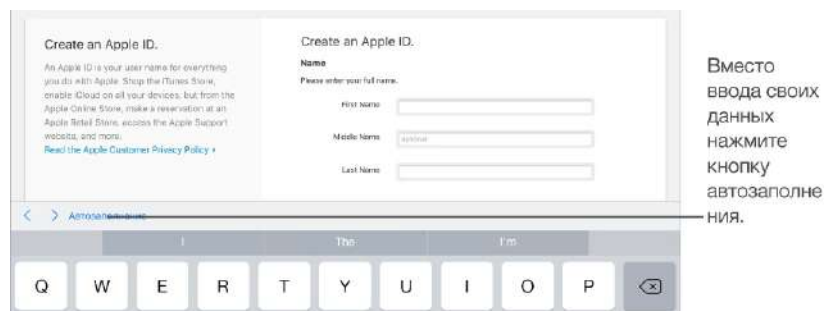 Create an Apple ID.
An Apple ID is your user name for everything
you do with Apple. Shop the iTunes Store,
enable iCloud on all your devices, buy from the
Apple Online Store, make a reservation at an
Apple Retail Store, access the Apple Support
website, and more.
Read the Apple Customer Privacy Policy ›
Create an Apple ID.
Name
Please enter your full name.
First Name
Middle Name
optional
Last Name
Автозаполнение
I The I'm
Q W E R T Y U I O P
Вместо
ввода своих
данных
нажмите
кнопку
автозаполне
ния.